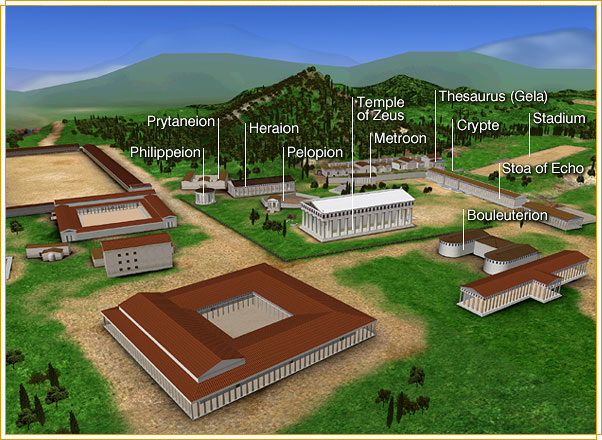 Temple
of Zeus
Thesaurus (Gela)
Prytaneion
Heraion
Metroon
Crypte
Stadium
Philippeion
Pelopion
Stoa of Echo
Bouleuterion